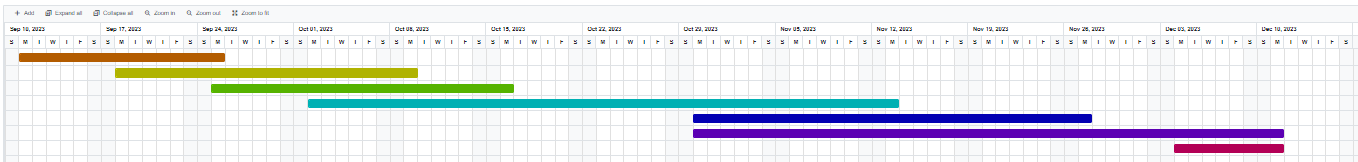 Add Expand all Collapse all Zoom in Zoom out Zoom to fit
Sep 10, 2023 Sep 17, 2023 Sep 24, 2023 Oct 01, 2023 Oct 08, 2023 Oct 15, 2023 Oct 22, 2023 Oct 29, 2023 Nov 05, 2023 Nov 12, 2023 Nov 19, 2023 Nov 26, 2023 Dec 03, 2023 Dec 10, 2023
S M T W T F S S M T W T F S S M T W T F S S M T W T F S S M T W T F S S M T W T F S S M T W T F S S M T W T F S S M T W T F S S M T W T F S S M T W T F S S M T W T F S S M T W T F S S M T W T F S